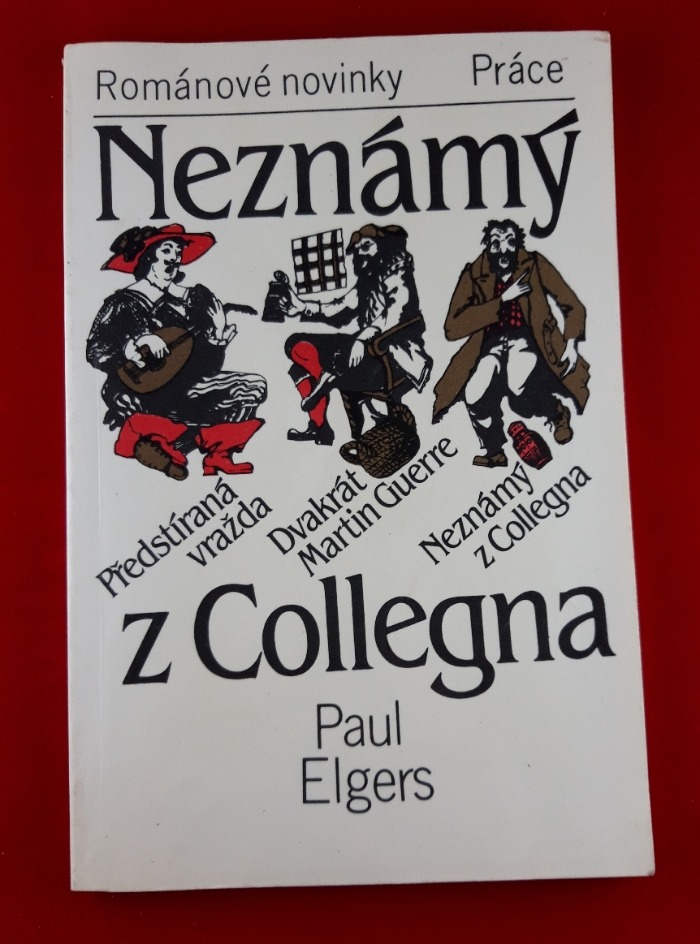 Románové novinky Práce
Neznámý
Předstíraná
vražda
Dvakrát
Martin Guerre
Neznámý
z Collegna
z Collegna
Paul
Elgers